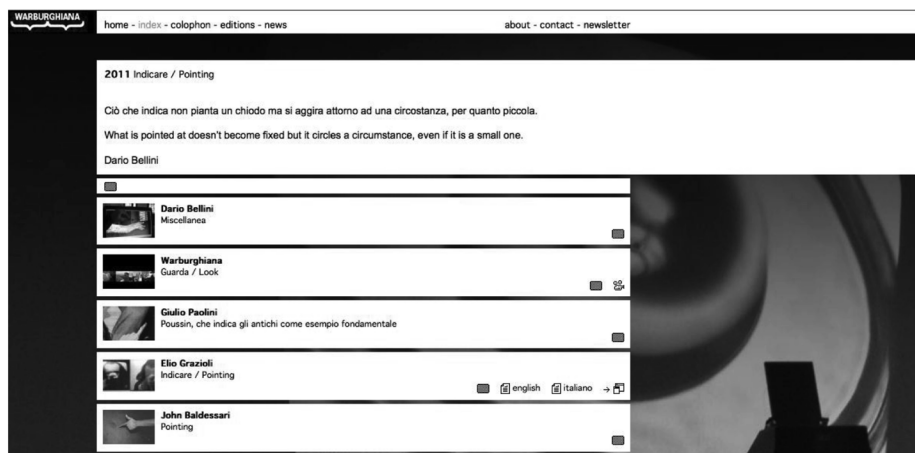 WARBURGHIANA
home - index - colophon - editions - news
about - contact - newsletter
2011 Indicare / Pointing
Ciò che indica non pianta un chiodo ma si aggira attorno ad una circostanza, per quanto piccola.
What is pointed at doesn't become fixed but it circles a circumstance, even if it is a small one.
Dario Bellini
Dario Bellini
Miscellanea
Warburghiana
Guarda / Look
Giulio Paolini
Poussin, che indica gli antichi come esempio fondamentale
Elio Grazioli
Indicare / Pointing
english italiano
John Baldessari
Pointing